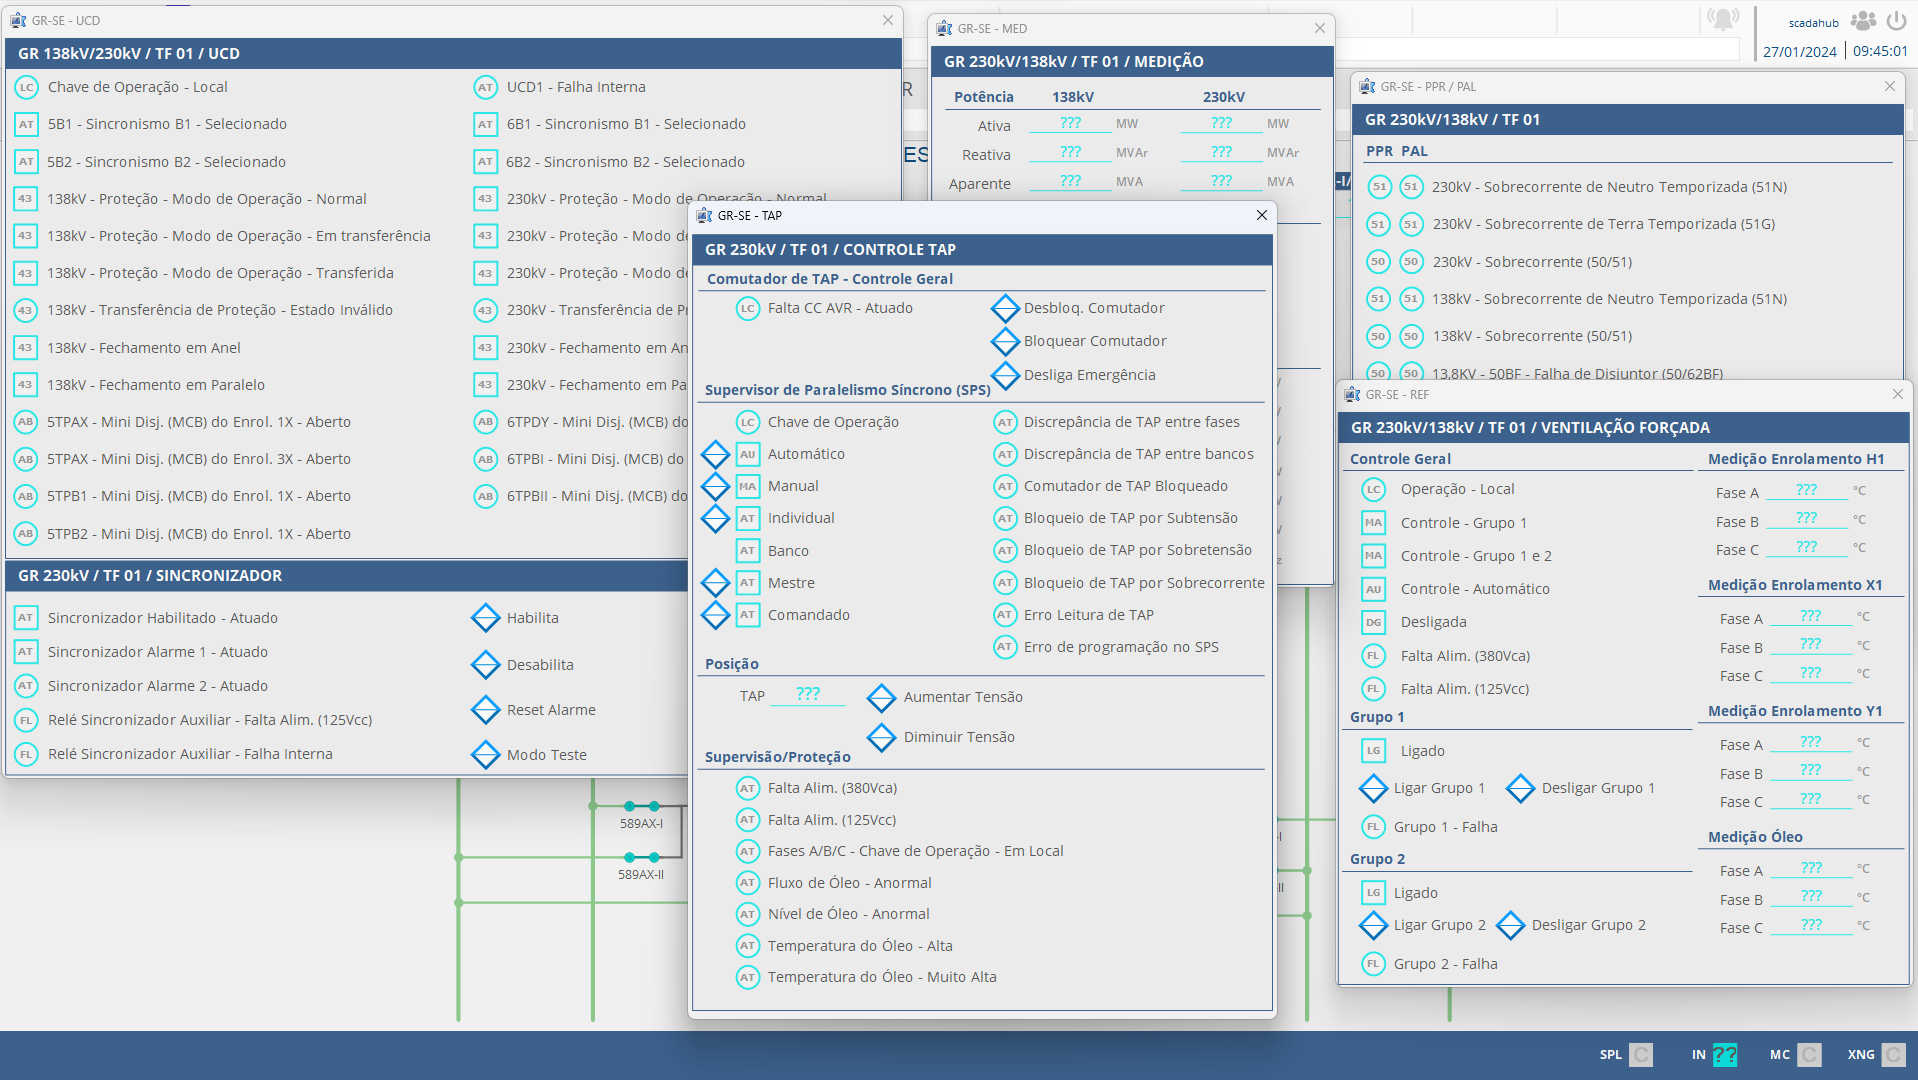 GR-SE - UCD
GR 138kV/230kV / TF 01 / UCD
LC Chave de Operação - Local
AT UCD1 - Falha Interna
AT 5B1 - Sincronismo B1 - Selecionado
AT 6B1 - Sincronismo B1 - Selecionado
AT 5B2 - Sincronismo B2 - Selecionado
AT 6B2 - Sincronismo B2 - Selecionado
43 138kV - Proteção - Modo de Operação - Normal
43 230kV - Proteção - Modo de Operação - Normal
43 138kV - Proteção - Modo de Operação - Em transferência
43 230kV - Proteção - Modo de
43 138kV - Proteção - Modo de Operação - Transferida
43 230kV - Proteção - Modo de
43 138kV - Transferência de Proteção - Estado Inválido
43 230kV - Transferência de P
43 138kV - Fechamento em Anel
43 230kV - Fechamento em An
43 138kV - Fechamento em Paralelo
43 230kV - Fechamento em Pa
AB 5TPAX - Mini Disj. (MCB) do Enrol. 1X - Aberto
AB 6TPDY - Mini Disj. (MCB) do
AB 5TPAX - Mini Disj. (MCB) do Enrol. 3X - Aberto
AB 6TPBI - Mini Disj. (MCB) do
AB 5TPB1 - Mini Disj. (MCB) do Enrol. 1X - Aberto
AB 6TPBII - Mini Disj. (MCB) do
AB 5TPB2 - Mini Disj. (MCB) do Enrol. 1X - Aberto
GR 230kV / TF 01 / SINCRONIZADOR
AT Sincronizador Habilitado - Atuado
Habilita
AT Sincronizador Alarme 1 - Atuado
Desabilita
AT Sincronizador Alarme 2 - Atuado
Reset Alarme
FL Relé Sincronizador Auxiliar - Falta Alim. (125Vcc)
FL Relé Sincronizador Auxiliar - Falha Interna
Modo Teste
589AX-I
589AX-II
R
ES
GR-SE - MED
GR 230kV/138kV / TF 01 / MEDIÇÃO
Potência 138kV 230kV
Ativa ??? MW ??? MW
Reativa ??? MVAr ??? MVAr
Aparente ??? MVA ??? MVA
GR-SE - TAP
GR 230kV / TF 01 / CONTROLE TAP
Comutador de TAP - Controle Geral
LC Falta CC AVR - Atuado
Desbloq. Comutador
Bloquear Comutador
Desliga Emergência
Supervisor de Paralelismo Síncrono (SPS)
LC Chave de Operação
AT Discrepância de TAP entre fases
AU Automático
AT Discrepância de TAP entre bancos
MA Manual
AT Comutador de TAP Bloqueado
AT Individual
AT Bloqueio de TAP por Subtensão
AT Banco
AT Bloqueio de TAP por Sobretensão
AT Mestre
AT Bloqueio de TAP por Sobrecorrente
AT Comandado
AT Erro Leitura de TAP
AT Erro de programação no SPS
Posição
TAP ???
Aumentar Tensão
Diminuir Tensão
Supervisão/Proteção
AT Falta Alim. (380Vca)
AT Falta Alim. (125Vcc)
AT Fases A/B/C - Chave de Operação - Em Local
AT Fluxo de Óleo - Anormal
AT Nível de Óleo - Anormal
AT Temperatura do Óleo - Alta
AT Temperatura do Óleo - Muito Alta
scadahub
27/01/2024 09:45:01
GR-SE - PPR / PAL
GR 230kV/138kV / TF 01
PPR PAL
51 51 230kV - Sobrecorrente de Neutro Temporizada (51N)
51 51 230kV - Sobrecorrente de Terra Temporizada (51G)
50 50 230kV - Sobrecorrente (50/51)
51 51 138kV - Sobrecorrente de Neutro Temporizada (51N)
50 50 138kV - Sobrecorrente (50/51)
50 50 13,8KV - 50BF - Falha de Disjuntor (50/62BF)
GR-SE - REF
GR 230kV/138kV / TF 01 / VENTILAÇÃO FORÇADA
Controle Geral
LC Operação - Local
MA Controle - Grupo 1
MA Controle - Grupo 1 e 2
AU Controle - Automático
DG Desligada
FL Falta Alim. (380Vca)
FL Falta Alim. (125Vcc)
Grupo 1
LG Ligado
Ligar Grupo 1
Desligar Grupo 1
FL Grupo 1 - Falha
Grupo 2
LG Ligado
Ligar Grupo 2
Desligar Grupo 2
FL Grupo 2 - Falha
Medição Enrolamento H1
Fase A ??? °C
Fase B ??? °C
Fase C ??? °C
Medição Enrolamento X1
Fase A ??? °C
Fase B ??? °C
Fase C ??? °C
Medição Enrolamento Y1
Fase A ??? °C
Fase B ??? °C
Fase C ??? °C
Medição Óleo
Fase A ??? °C
Fase B ??? °C
Fase C ??? °C
SPL C IN ?? MC C XNG C